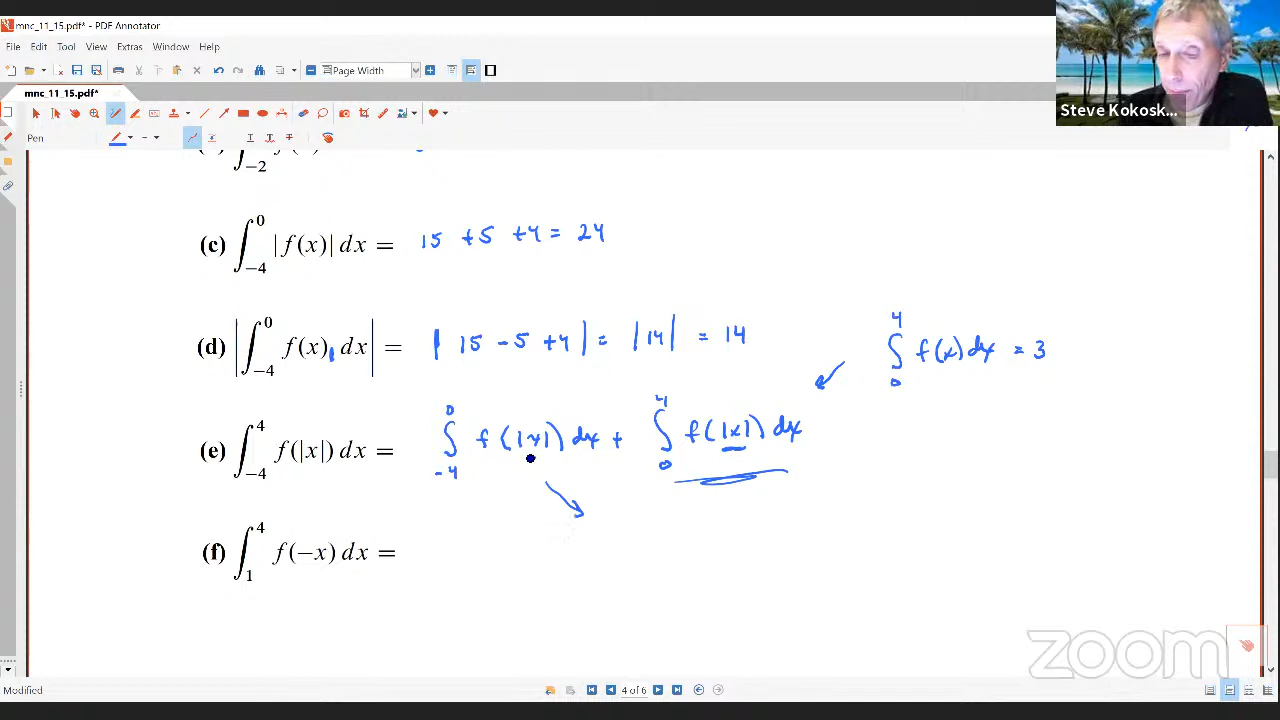 mnc_11_15.pdf* - PDF Annotator
File Edit Tool View Extras Window Help
Page Width
mnc_11_15.pdf*
Pen
Steve Kokosk...
∫_{−2}
(c) ∫_{−4}^{0} |f(x)| dx = 15 + 5 + 4 = 24
(d) |∫_{−4}^{0} f(x) dx| = | 15 − 5 + 4 | = |14| = 14
∫_{0}^{4} f(x) dx = 3
(e) ∫_{−4}^{4} f(|x|) dx = ∫_{−4}^{0} f(|x|) dx + ∫_{0}^{4} f(|x|) dx
(f) ∫_{1}^{4} f(−x) dx =
zoom
Modified
4 of 6